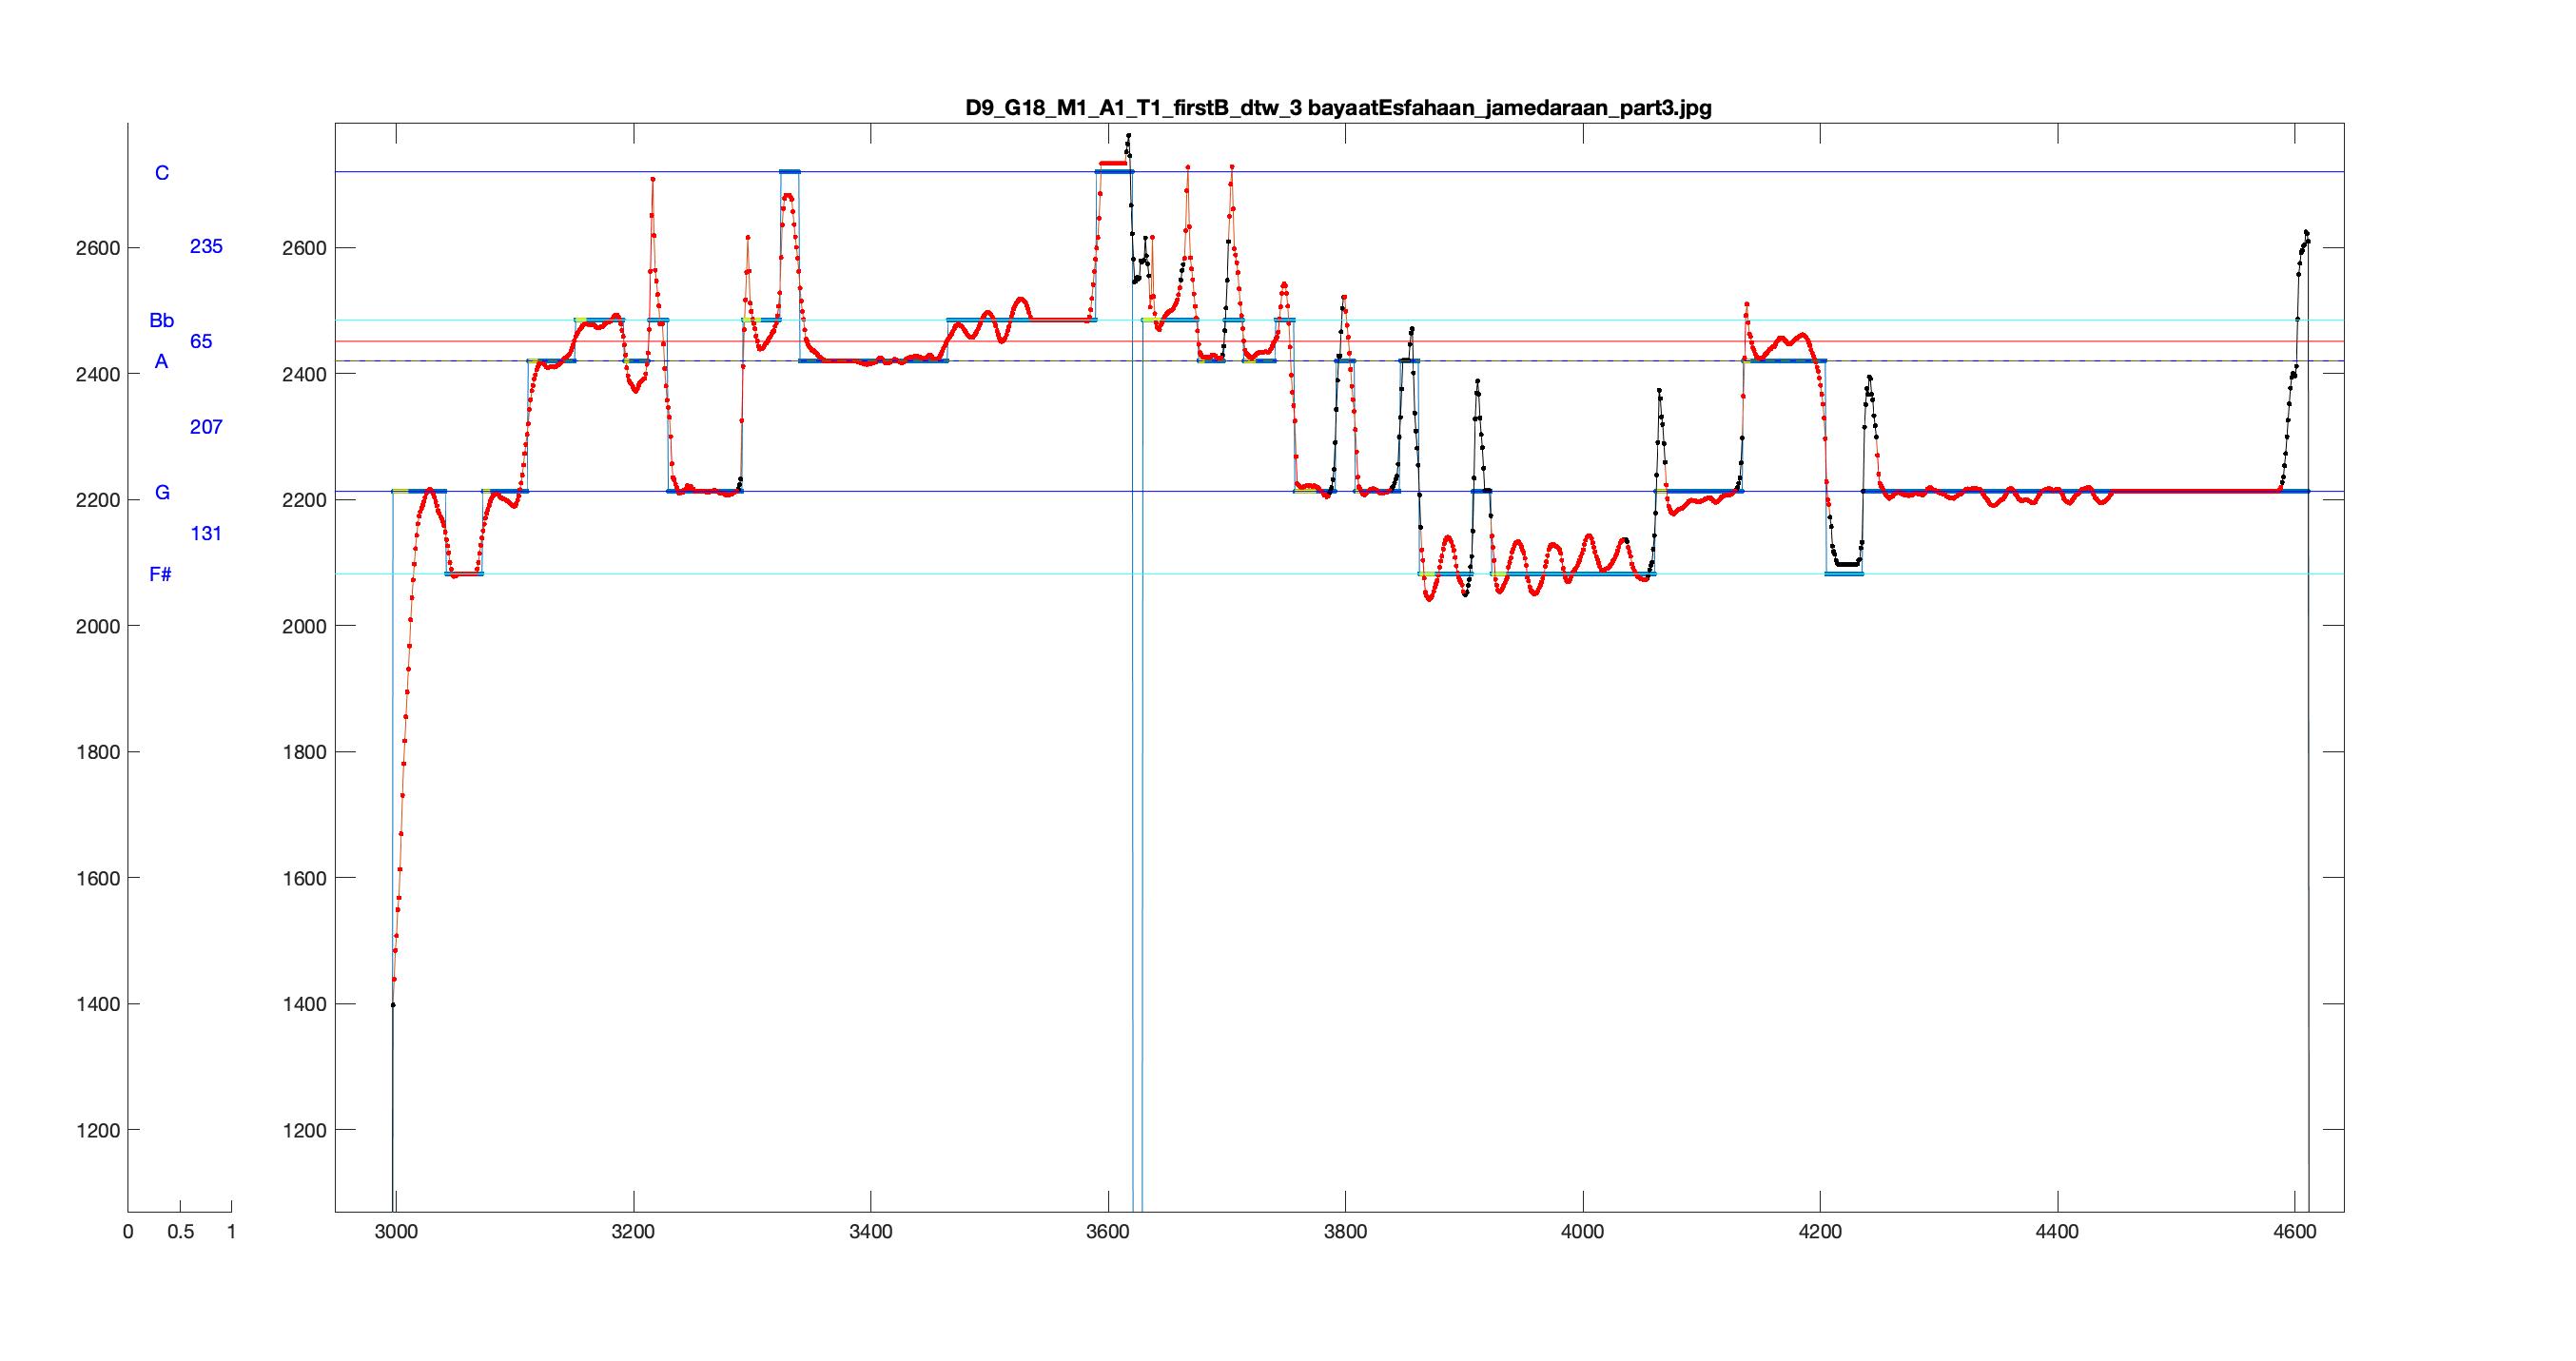 D9_G18_M1_A1_T1_firstB_dtw_3 bayaatEsfahaan_jamedaraan_part3.jpg
C
2600 235 2600
Bb
65
A
2400 2400
207
G
2200 2200
131
F#
2000 2000
1800 1800
1600 1600
1400 1400
1200 1200
0 0.5 1 3000 3200 3400 3600 3800 4000 4200 4400 4600